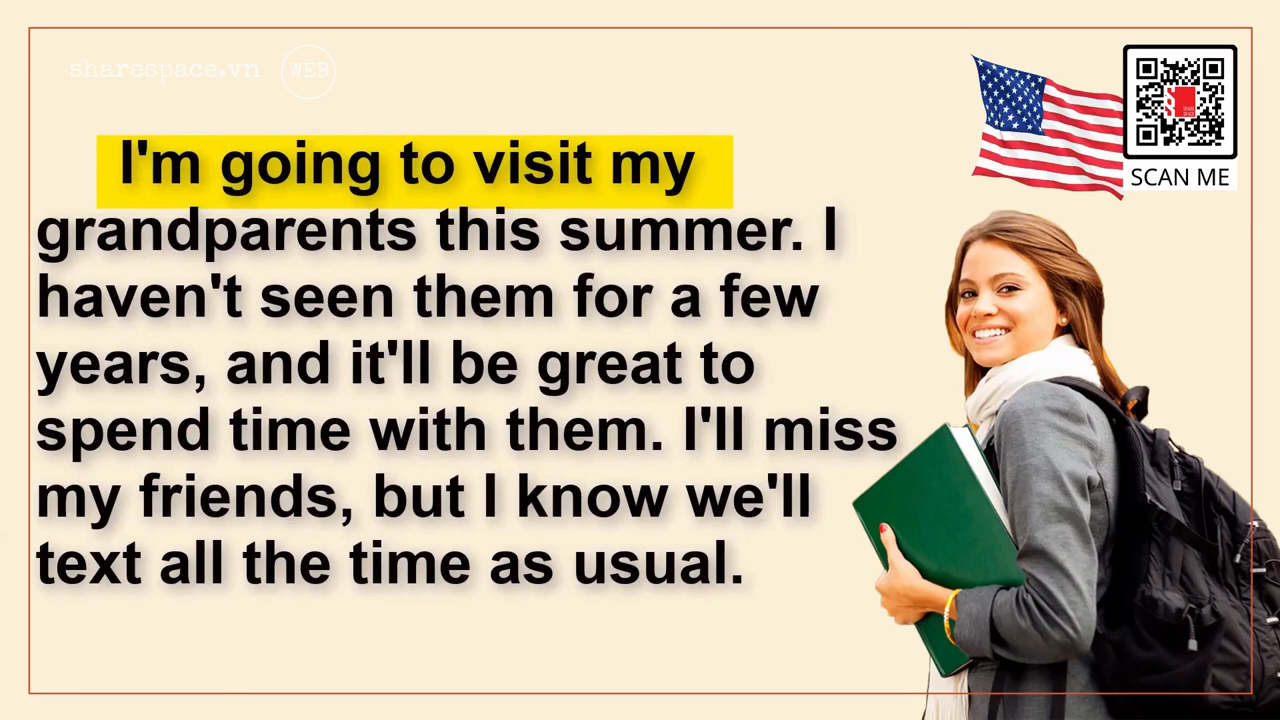 sharespace.vn WEB
I'm going to visit my
grandparents this summer. I
haven't seen them for a few
years, and it'll be great to
spend time with them. I'll miss
my friends, but I know we'll
text all the time as usual.
SCAN ME